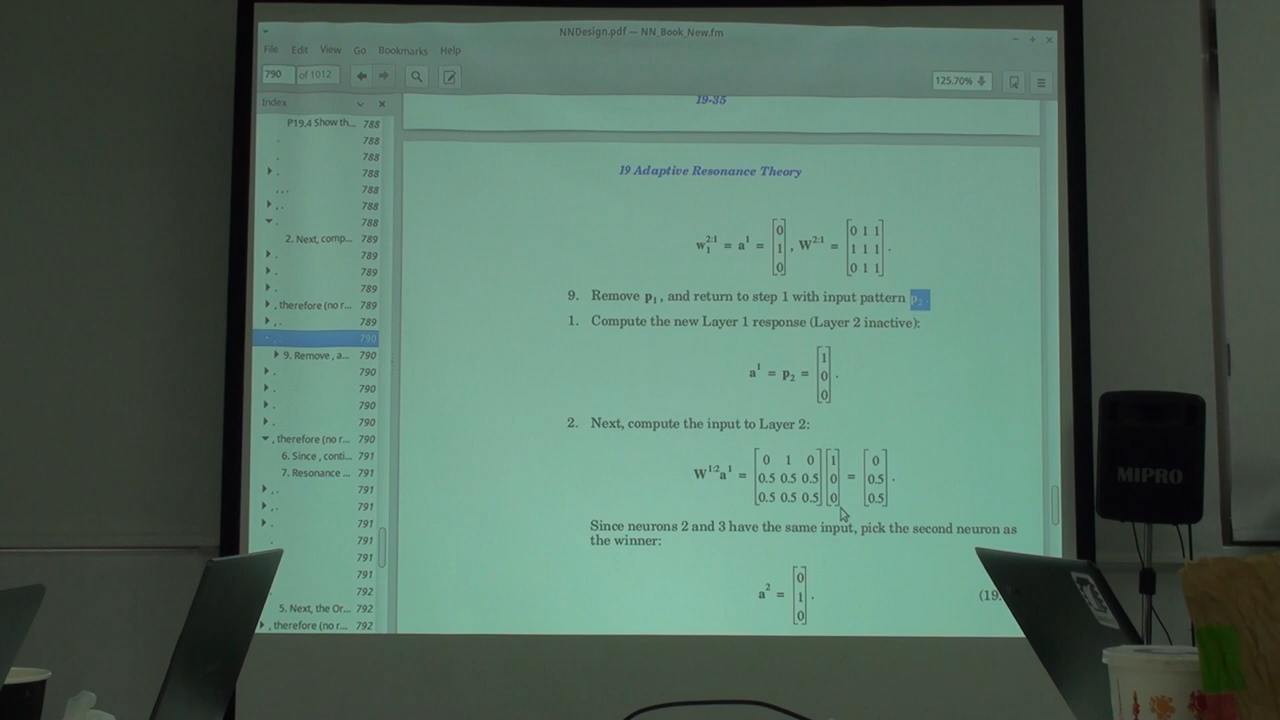 NNDesign.pdf — NN_Book_New.fm
File Edit View Go Bookmarks Help
790 of 1012
125.70%
Index
P19.4 Show th... 788
788
788
788
... 788
. . 788
788
2. Next, comp... 789
. 789
. 789
. 789
, therefore (no r... 789
, . 789
790
9. Remove , a... 790
. 790
. 790
. 790
. 790
, therefore (no r... 790
6. Since , conti... 791
7. Resonance ... 791
. 791
. 791
. 791
791
791
791
792
5. Next, the Or... 792
, therefore (no r... 792
19-35
19 Adaptive Resonance Theory
w₁^2:1 = a^1 = [0 1 0], W^2:1 = [0 1 1; 1 1 1; 0 1 1].
9. Remove p₁, and return to step 1 with input pattern p₂.
1. Compute the new Layer 1 response (Layer 2 inactive):
a^1 = p₂ = [1 0 0].
2. Next, compute the input to Layer 2:
W^1:2 a^1 = [0 1 0; 0.5 0.5 0.5; 0.5 0.5 0.5] [1 0 0] = [0 0.5 0.5].
Since neurons 2 and 3 have the same input, pick the second neuron as
the winner:
a^2 = [0 1 0]. (19.
MIPRO